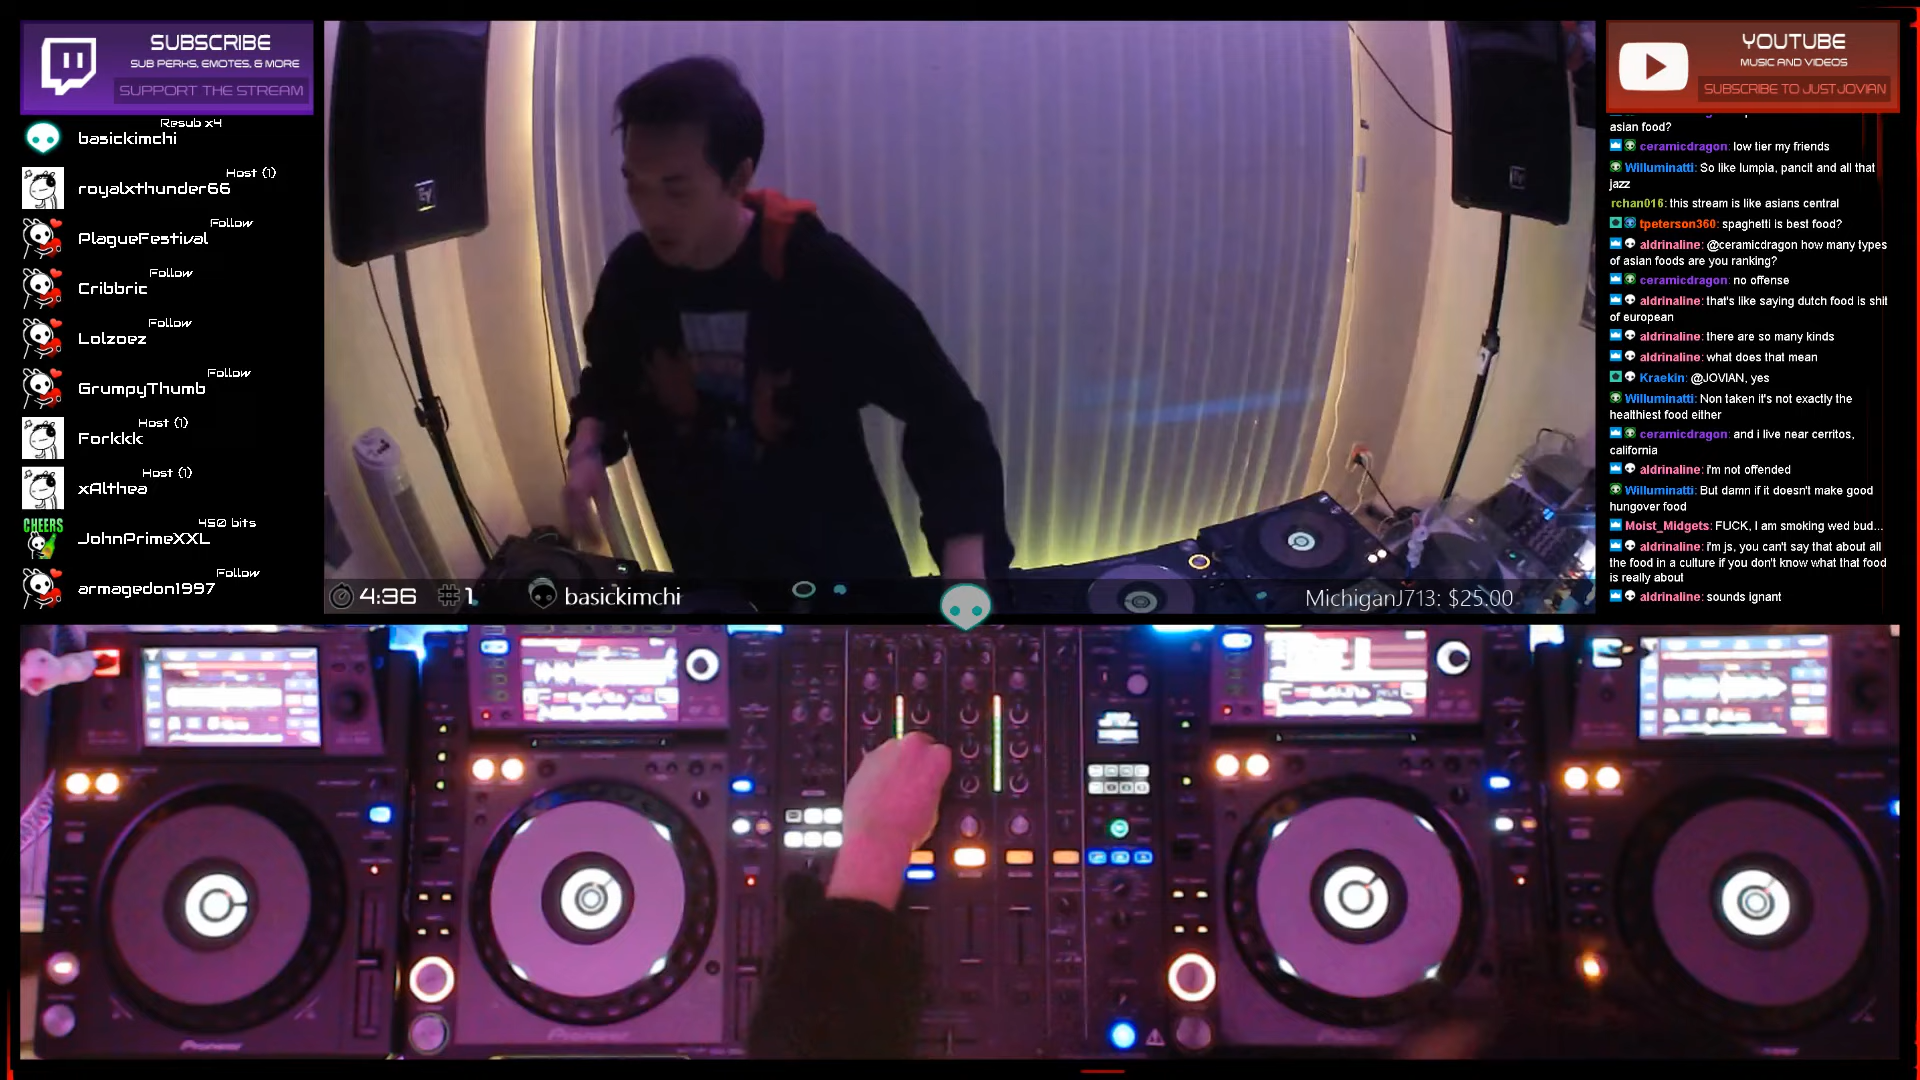 SUBSCRIBE
SUB PERKS, EMOTES, & MORE
SUPPORT THE STREAM
Resub x4
basickimchi
Host (1)
royalxthunder66
Follow
PlagueFestival
Follow
Cribbric
Follow
Lolzoez
Follow
GrumpyThumb
Host (1)
Forkkk
Host (1)
xAlthea
CHEERS
450 bits
JohnPrimeXXL
Follow
armagedon1997
4:36
1
basickimchi
MichiganJ713: $25.00
YOUTUBE
MUSIC AND VIDEOS
SUBSCRIBE TO JUSTJOVIAN
asian food?
ceramicdragon: low tier my friends
Willuminatti: So like lumpia, pancit and all that
jazz
rchan016: this stream is like asians central
tpeterson360: spaghetti is best food?
aldrinaline: @ceramicdragon how many types
of asian foods are you ranking?
ceramicdragon: no offense
aldrinaline: that's like saying dutch food is shit
of european
aldrinaline: there are so many kinds
aldrinaline: what does that mean
Kraekin: @JOVIAN, yes
Willuminatti: Non taken it's not exactly the
healthiest food either
ceramicdragon: and i live near cerritos,
california
aldrinaline: i'm not offended
Willuminatti: But damn if it doesn't make good
hungover food
Moist_Midgets: FUCK, I am smoking wed bud...
aldrinaline: i'm js, you can't say that about all
the food in a culture if you don't know what that food
is really about
aldrinaline: sounds ignant
1
2
3
4
Pioneer
Pioneer